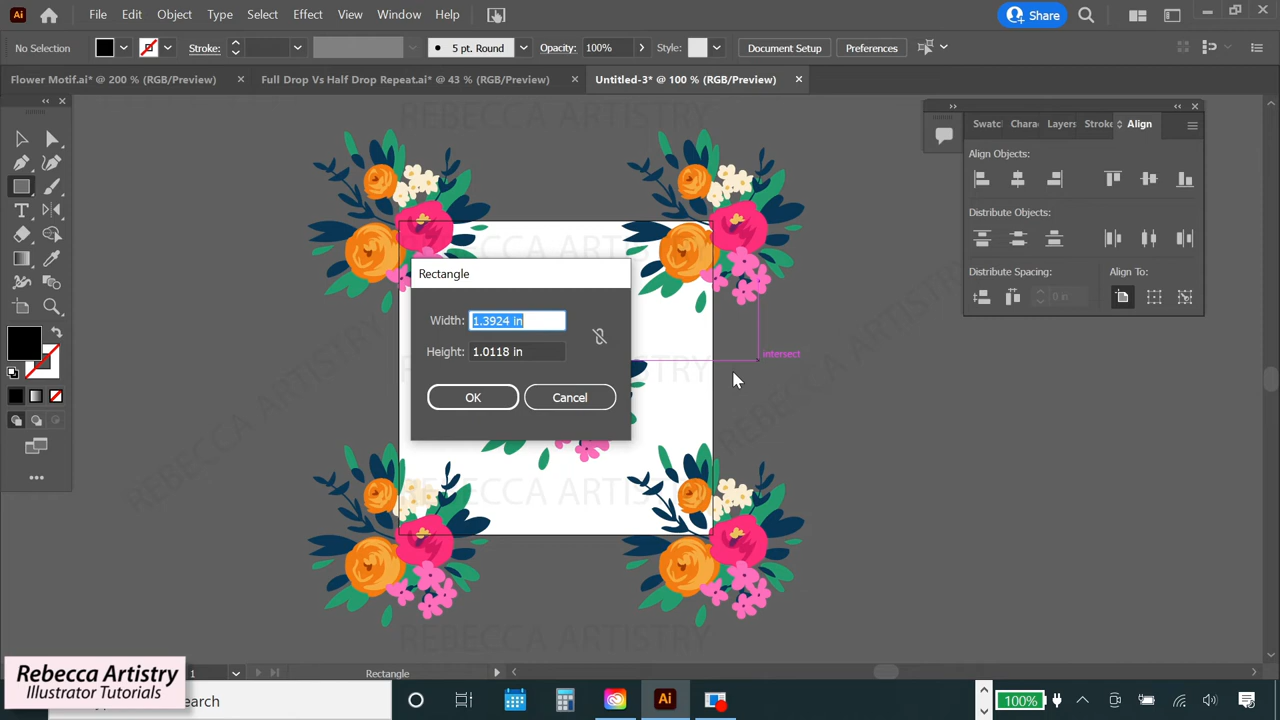 Ai File Edit Object Type Select Effect View Window Help Share
No Selection Stroke: 5 pt. Round Opacity: 100% Style: Document Setup Preferences
Flower Motif.ai* @ 200 % (RGB/Preview) × Full Drop Vs Half Drop Repeat.ai* @ 43 % (RGB/Preview) × Untitled-3* @ 100 % (RGB/Preview) ×
REBECCA ARTISTRY
Swatc Chara Layers Stroke Align
Align Objects:
Distribute Objects:
Distribute Spacing: Align To:
0 in
Rectangle
Width: 1.3924 in
Height: 1.0118 in
OK Cancel
intersect
REBECCA ARTISTRY
REBECCA ARTISTRY
REBECCA ARTISTRY
1 Rectangle
Rebecca Artistry
Illustrator Tutorials
earch
Ai
100%